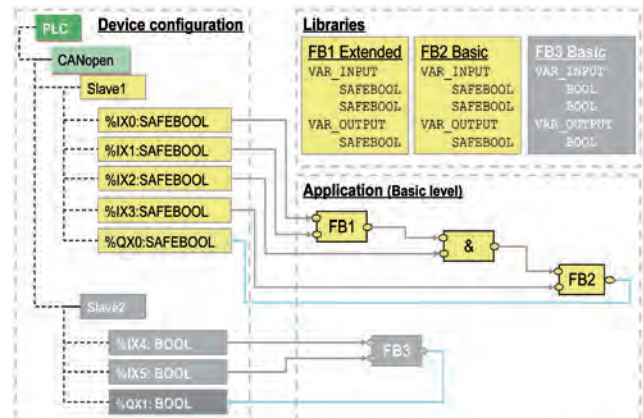 Device configuration
PLC
CANopen
Slave1
%IX0:SAFEBOOL
%IX1:SAFEBOOL
%IX2:SAFEBOOL
%IX3:SAFEBOOL
%QX0:SAFEBOOL
Slave2
%IX4: BOOL
%IX5: BOOL
%QX1: BOOL
Libraries
FB1 Extended
VAR_INPUT
SAFEBOOL
SAFEBOOL
VAR_OUTPUT
SAFEBOOL
FB2 Basic
VAR_INPUT
SAFEBOOL
SAFEBOOL
VAR_OUTPUT
SAFEBOOL
FB3 Basic
VAR_INPUT
BOOL
BOOL
VAR_OUTPUT
BOOL
Application (Basic level)
FB1
&
FB2
FB3